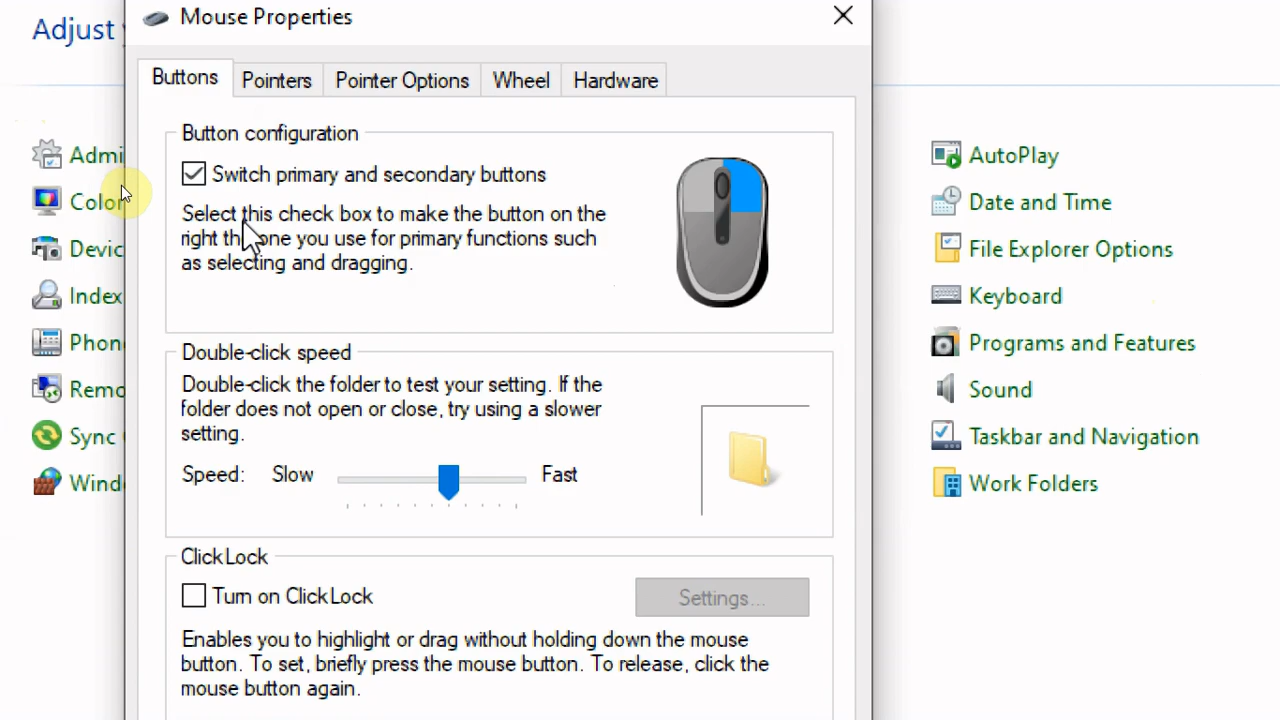 Adjust
Mouse Properties
Buttons
Pointers
Pointer Options
Wheel
Hardware
Button configuration
Switch primary and secondary buttons
Select this check box to make the button on the
right the one you use for primary functions such
as selecting and dragging.
Double-click speed
Double-click the folder to test your setting. If the
folder does not open or close, try using a slower
setting.
Speed:
Slow
Fast
ClickLock
Turn on ClickLock
Settings...
Enables you to highlight or drag without holding down the mouse
button. To set, briefly press the mouse button. To release, click the
mouse button again.
Admi
Color
Devic
Index
Phon
Remo
Sync
Wind
AutoPlay
Date and Time
File Explorer Options
Keyboard
Programs and Features
Sound
Taskbar and Navigation
Work Folders